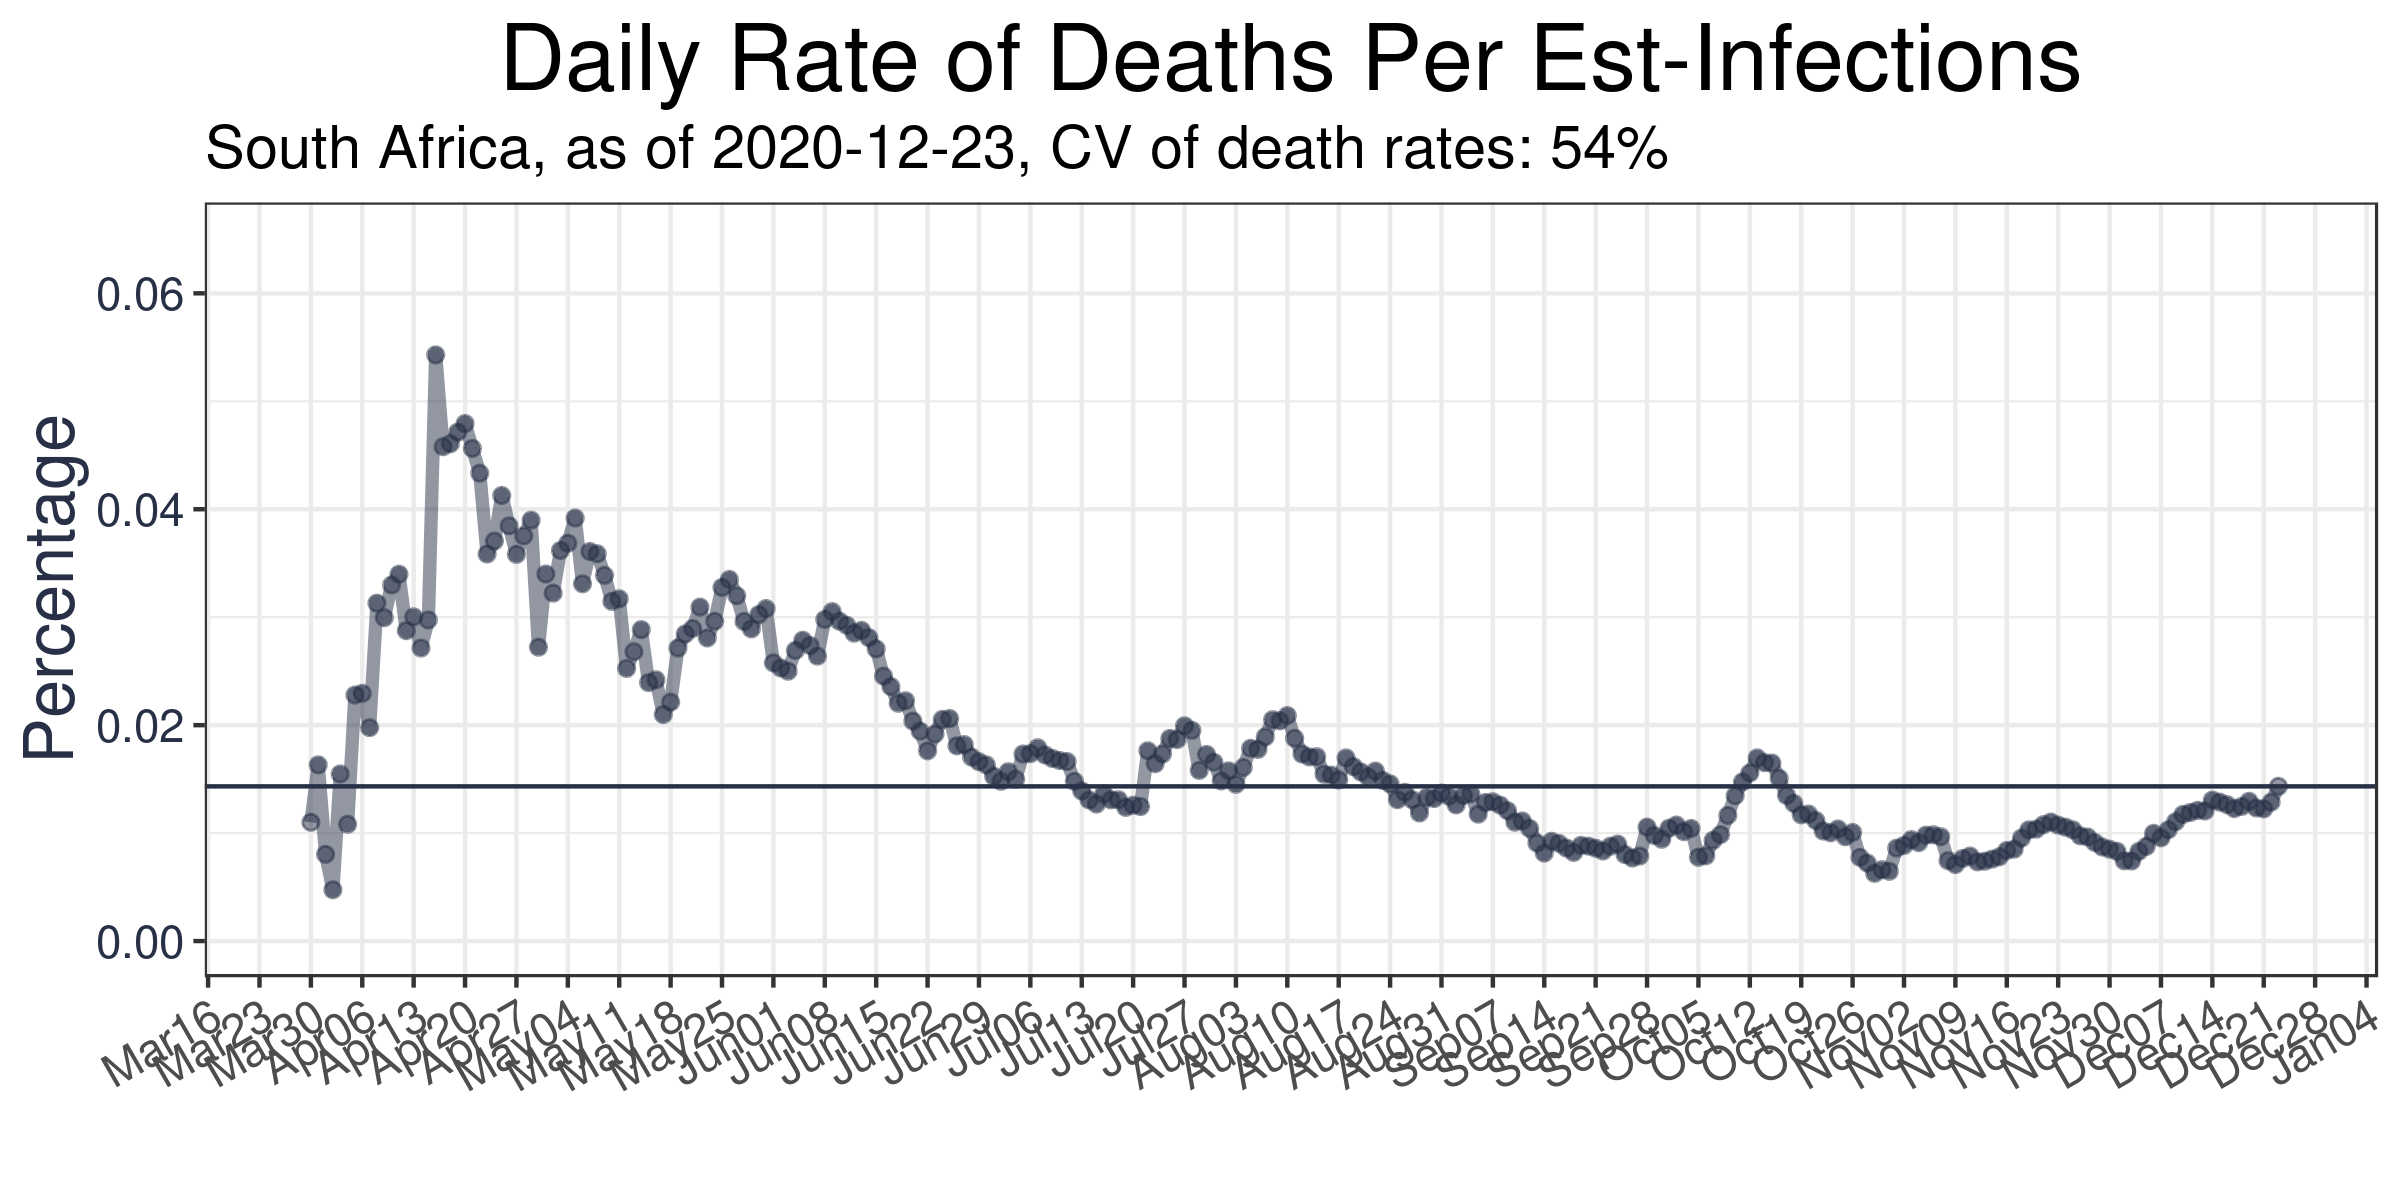 Daily Rate of Deaths Per Est-Infections
South Africa, as of 2020-12-23, CV of death rates: 54%
Percentage
0.06
0.04
0.02
0.00
Mar16
Mar23
Mar30
Apr06
Apr13
Apr20
Apr27
May04
May11
May18
May25
Jun01
Jun08
Jun15
Jun22
Jun29
Jul06
Jul13
Jul20
Jul27
Aug03
Aug10
Aug17
Aug24
Aug31
Sep07
Sep14
Sep21
Sep28
Oct05
Oct12
Oct19
Oct26
Nov02
Nov09
Nov16
Nov23
Nov30
Dec07
Dec14
Dec21
Dec28
Jan04